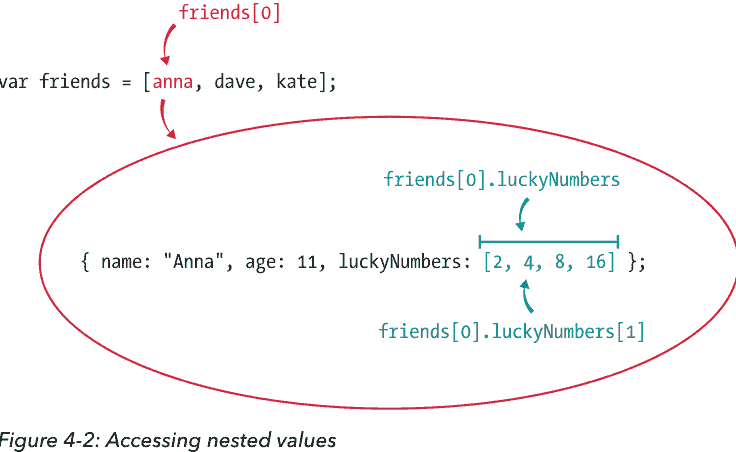 friends[0]
var friends = [anna, dave, kate];
friends[0].luckyNumbers
{ name: "Anna", age: 11, luckyNumbers: [2, 4, 8, 16] };
friends[0].luckyNumbers[1]
Figure 4-2: Accessing nested values